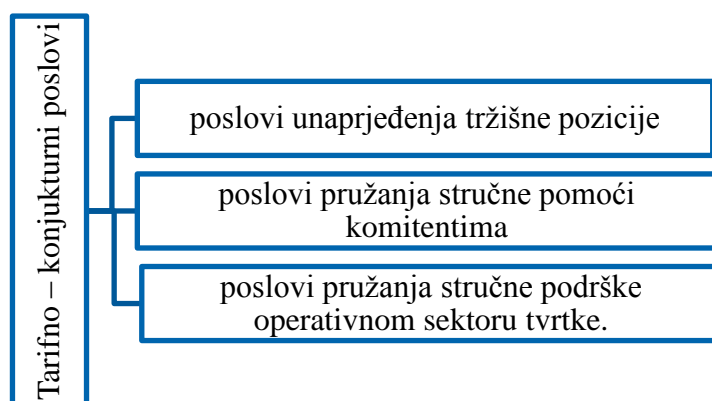 Tarifno – konjukturni poslovi
poslovi unaprjeđenja tržišne pozicije
poslovi pružanja stručne pomoći
komitentima
poslovi pružanja stručne podrške
operativnom sektoru tvrtke.